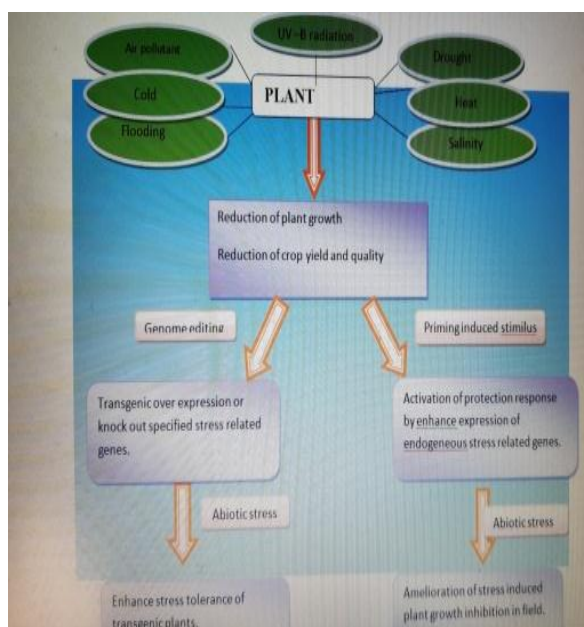 Air pollutant
UV-B radiation
Drought
Cold
PLANT
Heat
Flooding
Salinity
Reduction of plant growth
Reduction of crop yield and quality
Genome editing
Priming induced stimulus
Transgenic over expression or
knock out specified stress related
genes.
Activation of protection response
by enhance expression of
endogeneous stress related genes.
Abiotic stress
Abiotic stress
Enhance stress tolerance of
transgenic plants.
Amelioration of stress induced
plant growth inhibition in field.